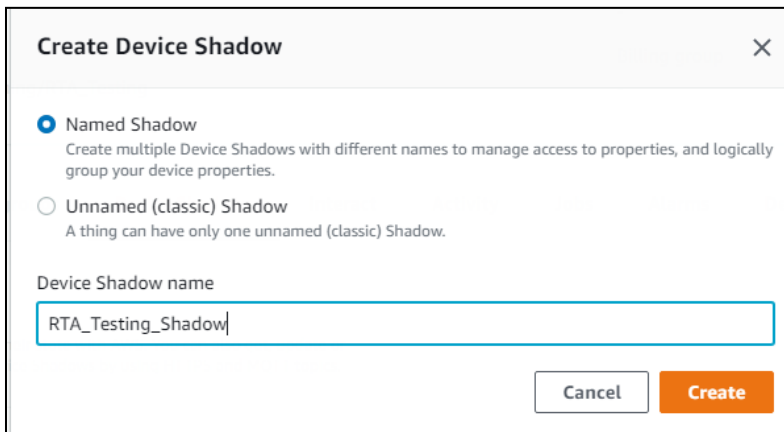 Create Device Shadow
Named Shadow
Create multiple Device Shadows with different names to manage access to properties, and logically
group your device properties.
Unnamed (classic) Shadow
A thing can have only one unnamed (classic) Shadow.
Device Shadow name
RTA_Testing_Shadow
Cancel Create